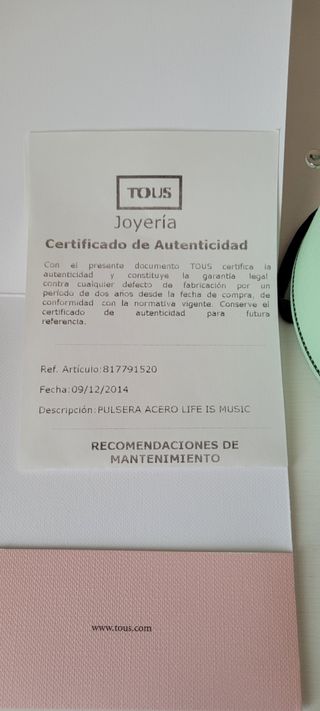 TOUS
Joyería
Certificado de Autenticidad
Con el presente documento TOUS certifica la
autenticidad y constituye la garantía legal
contra cualquier defecto de fabricación por un
período de dos años desde la fecha de compra, de
conformidad con la normativa vigente. Conserve el
certificado de autenticidad para futura
referencia.
Ref. Artículo:817791520
Fecha:09/12/2014
Descripción:PULSERA ACERO LIFE IS MUSIC
RECOMENDACIONES DE
MANTENIMIENTO
www.tous.com